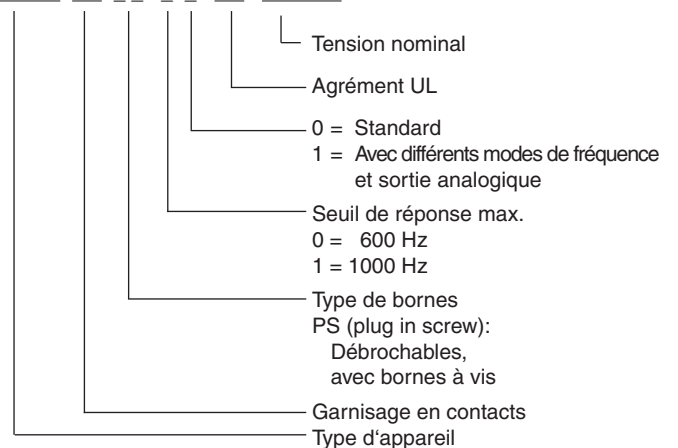 Tension nominal
Agrément UL
0 = Standard
1 = Avec différents modes de fréquence
et sortie analogique
Seuil de réponse max.
0 = 600 Hz
1 = 1000 Hz
Type de bornes
PS (plug in screw):
Débrochables,
avec bornes à vis
Garnisage en contacts
Type d‘appareil